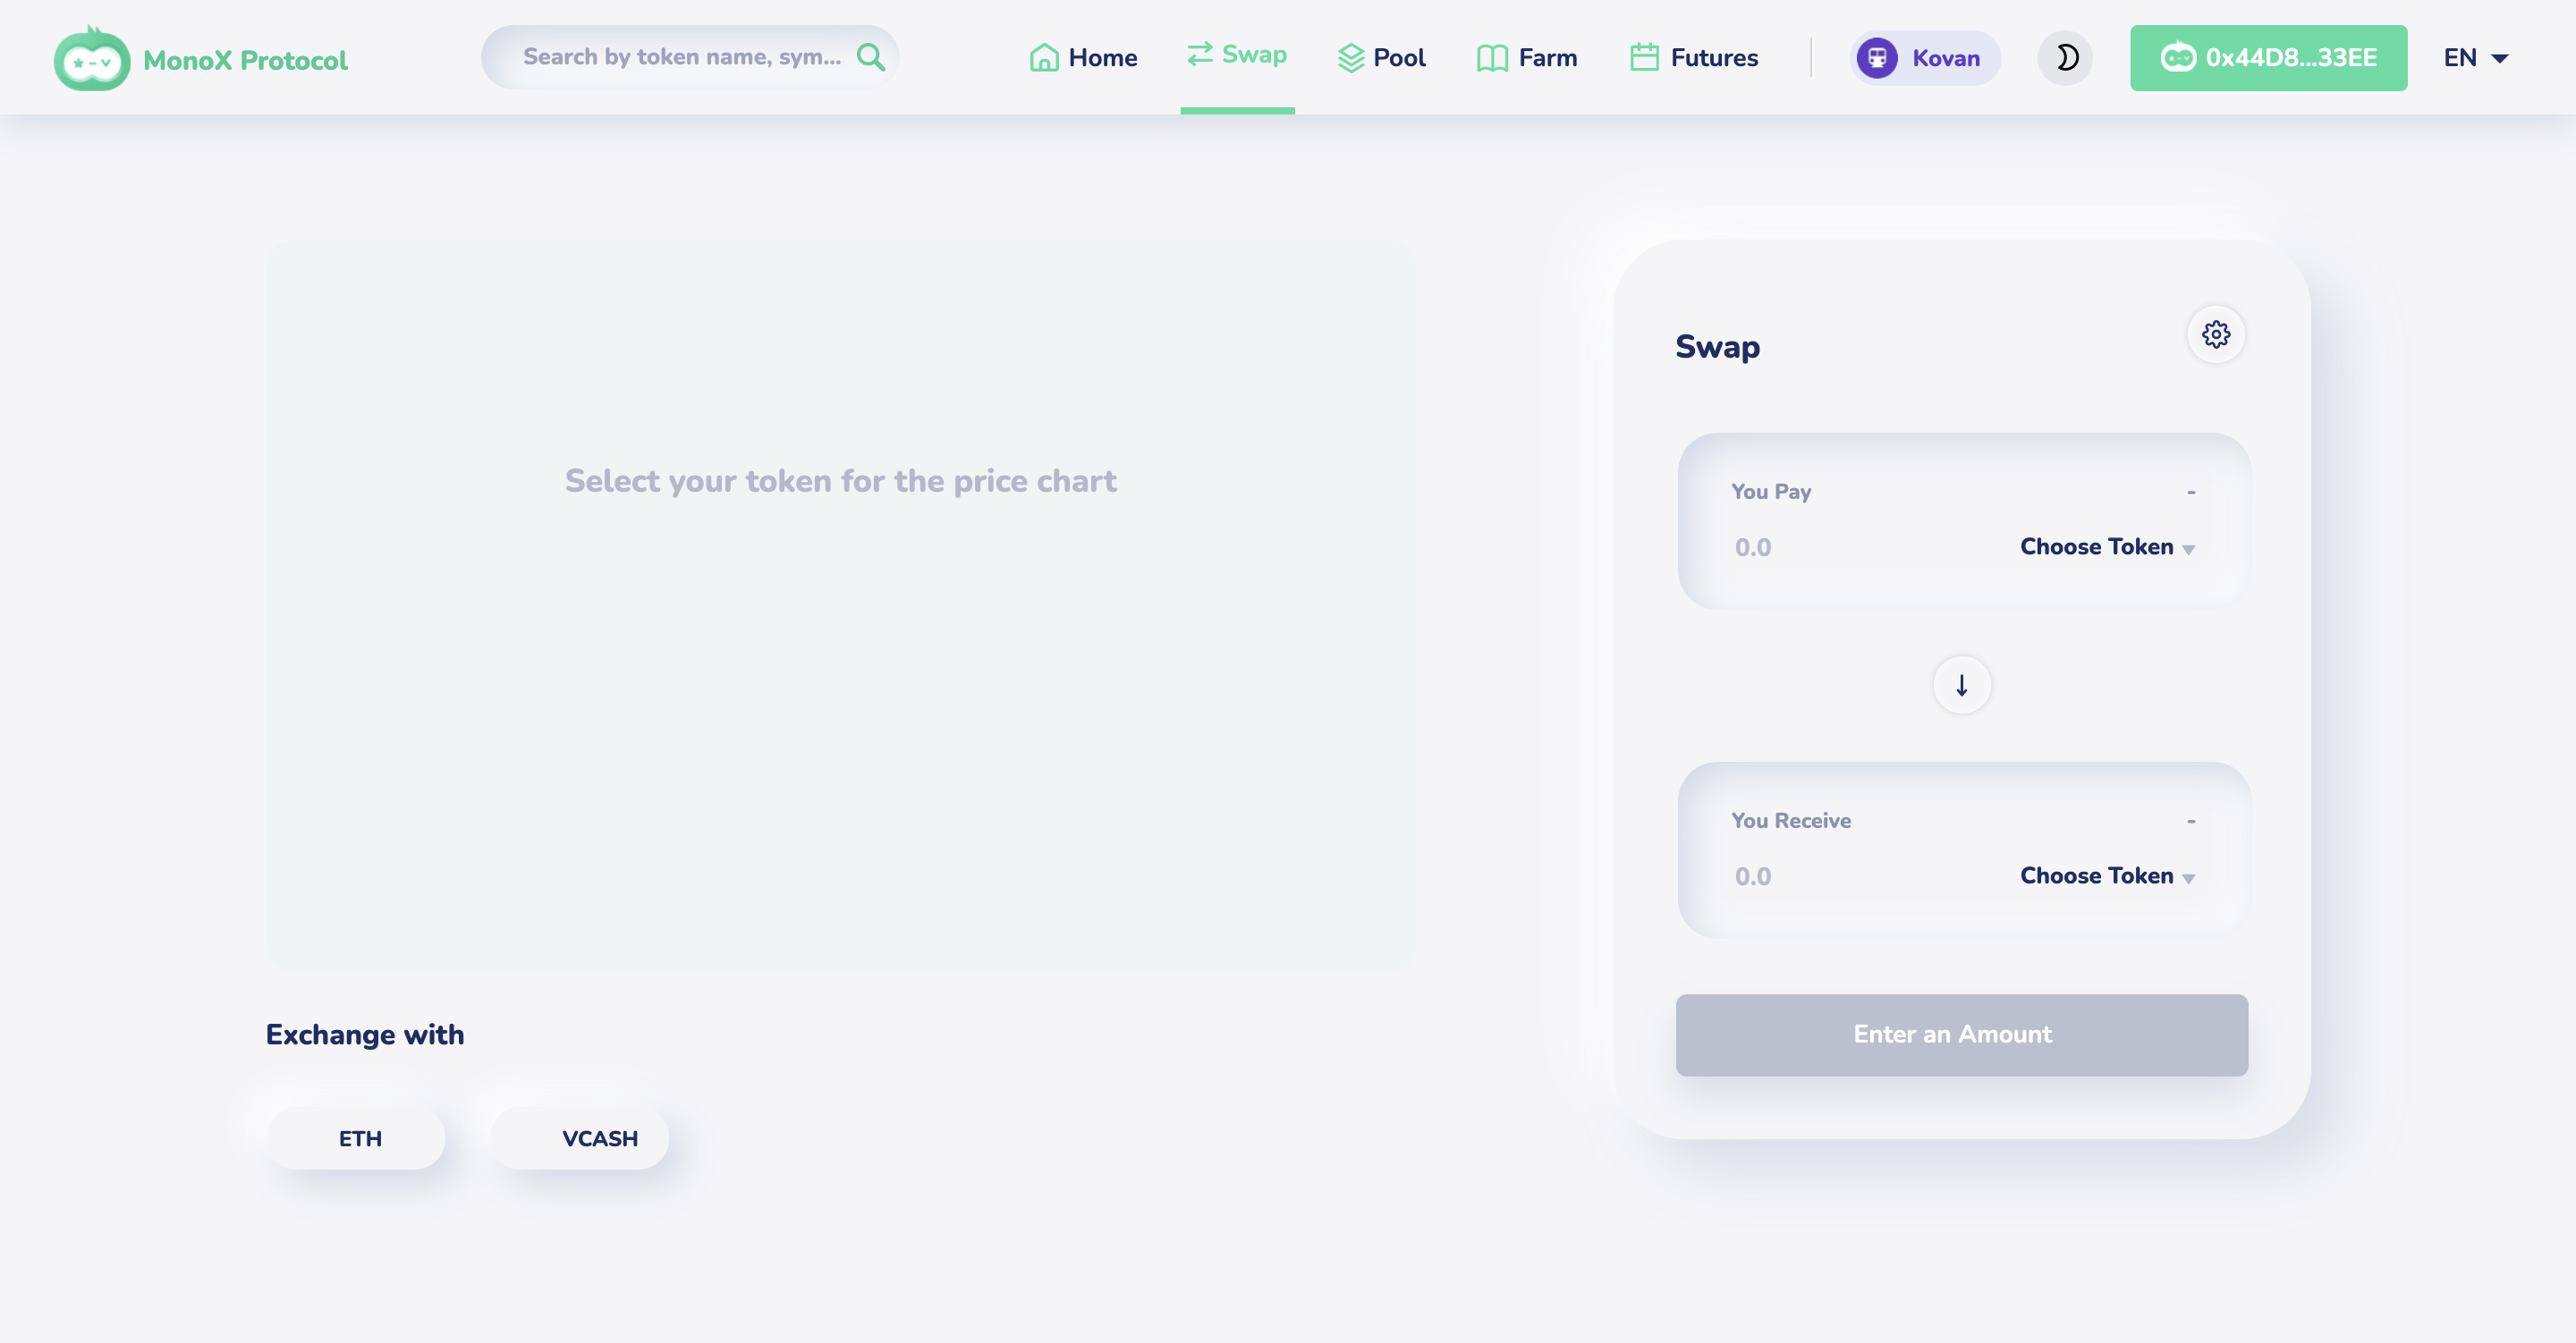 MonoX Protocol
Search by token name, sym...
Home
Swap
Pool
Farm
Futures
Kovan
0x44D8...33EE
EN
Select your token for the price chart
Exchange with
ETH
VCASH
Swap
You Pay
-
0.0
Choose Token
You Receive
-
0.0
Choose Token
Enter an Amount